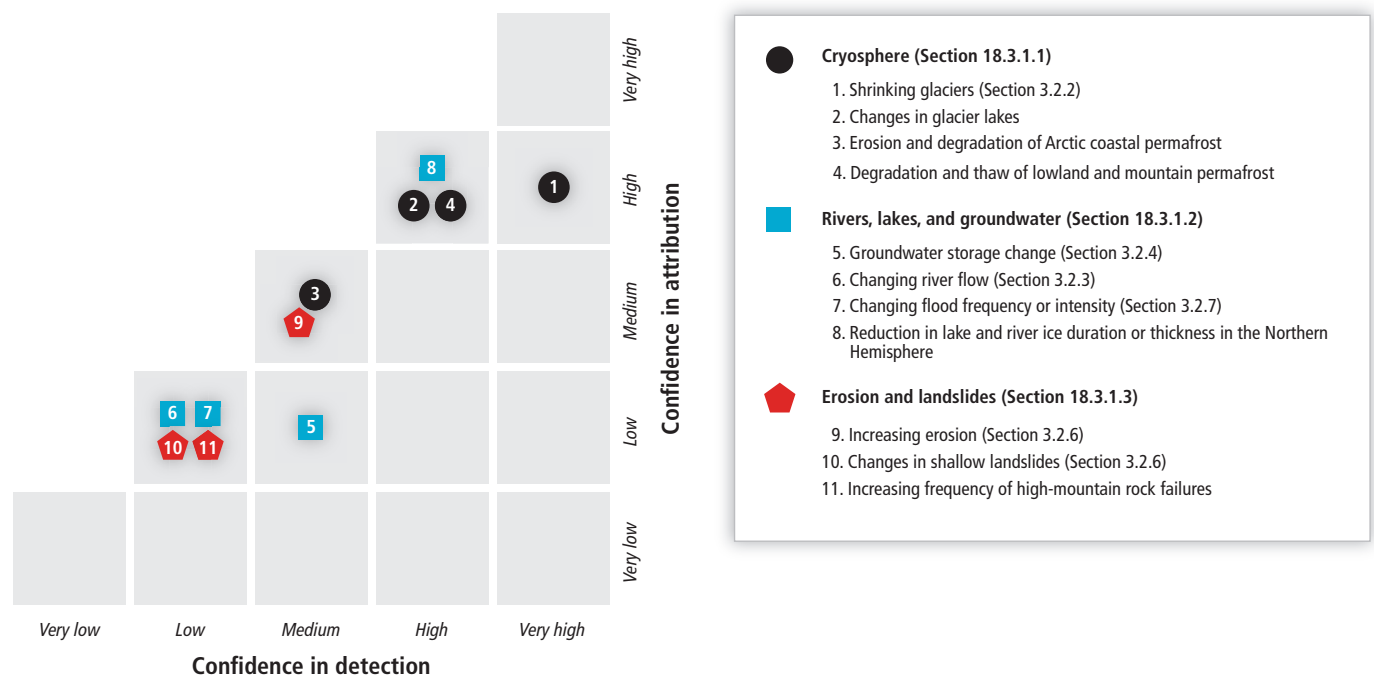 Very high
High
Medium
Low
Very low
Confidence in attribution
8
2
4
1
3
9
6
7
10
11
5
Very low
Low
Medium
High
Very high
Confidence in detection
Cryosphere (Section 18.3.1.1)
1. Shrinking glaciers (Section 3.2.2)
2. Changes in glacier lakes
3. Erosion and degradation of Arctic coastal permafrost
4. Degradation and thaw of lowland and mountain permafrost
Rivers, lakes, and groundwater (Section 18.3.1.2)
5. Groundwater storage change (Section 3.2.4)
6. Changing river flow (Section 3.2.3)
7. Changing flood frequency or intensity (Section 3.2.7)
8. Reduction in lake and river ice duration or thickness in the Northern
Hemisphere
Erosion and landslides (Section 18.3.1.3)
9. Increasing erosion (Section 3.2.6)
10. Changes in shallow landslides (Section 3.2.6)
11. Increasing frequency of high-mountain rock failures